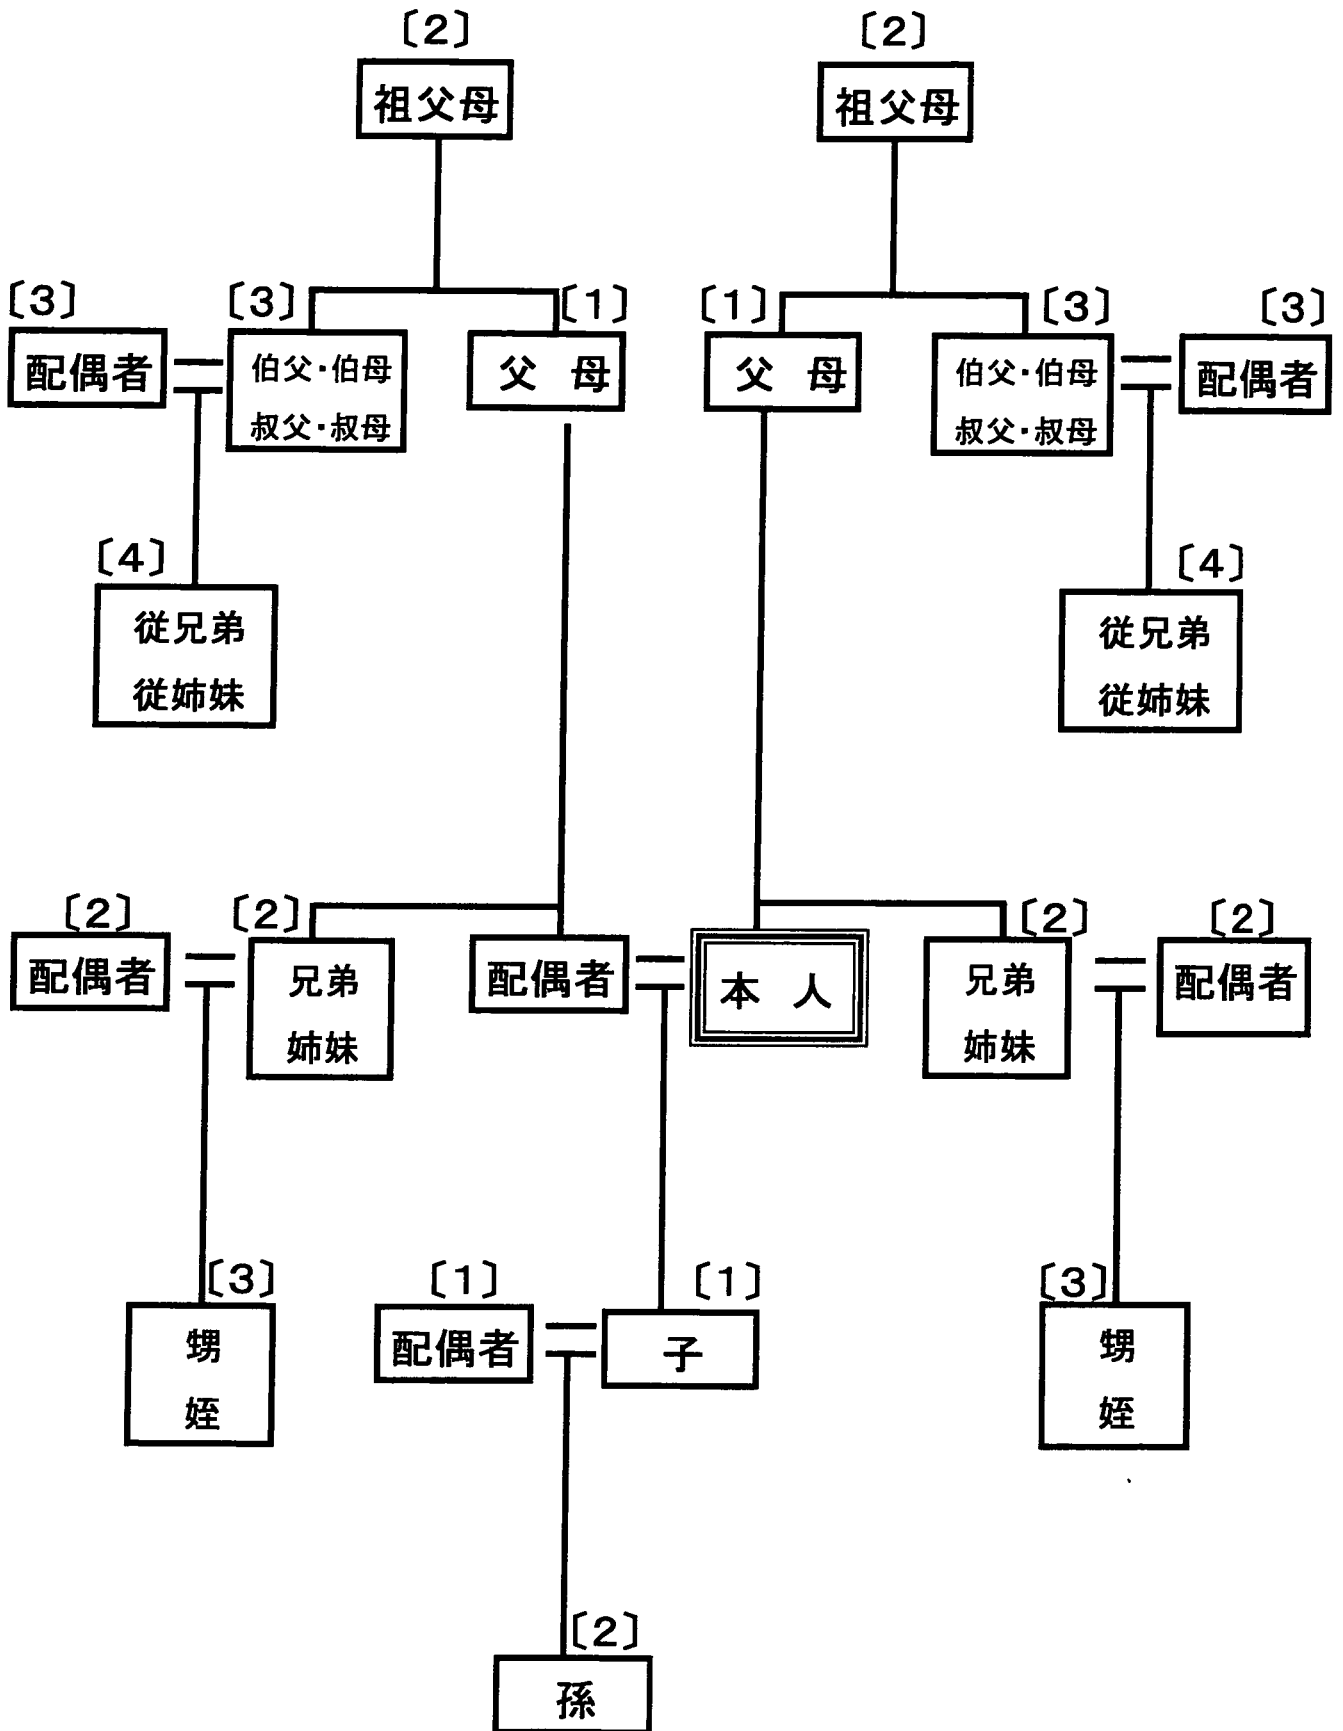 〔2〕
〔2〕
祖父母
祖父母
〔3〕
〔3〕
〔1〕
〔1〕
〔3〕
〔3〕
配偶者
伯父・伯母
叔父・叔母
父 母
父 母
伯父・伯母
叔父・叔母
配偶者
〔4〕
〔4〕
従兄弟
従姉妹
従兄弟
従姉妹
〔2〕
〔2〕
〔2〕
〔2〕
配偶者
兄弟
姉妹
配偶者
本 人
兄弟
姉妹
配偶者
〔3〕
〔1〕
〔1〕
〔3〕
甥
姪
配偶者
子
甥
姪
〔2〕
孫